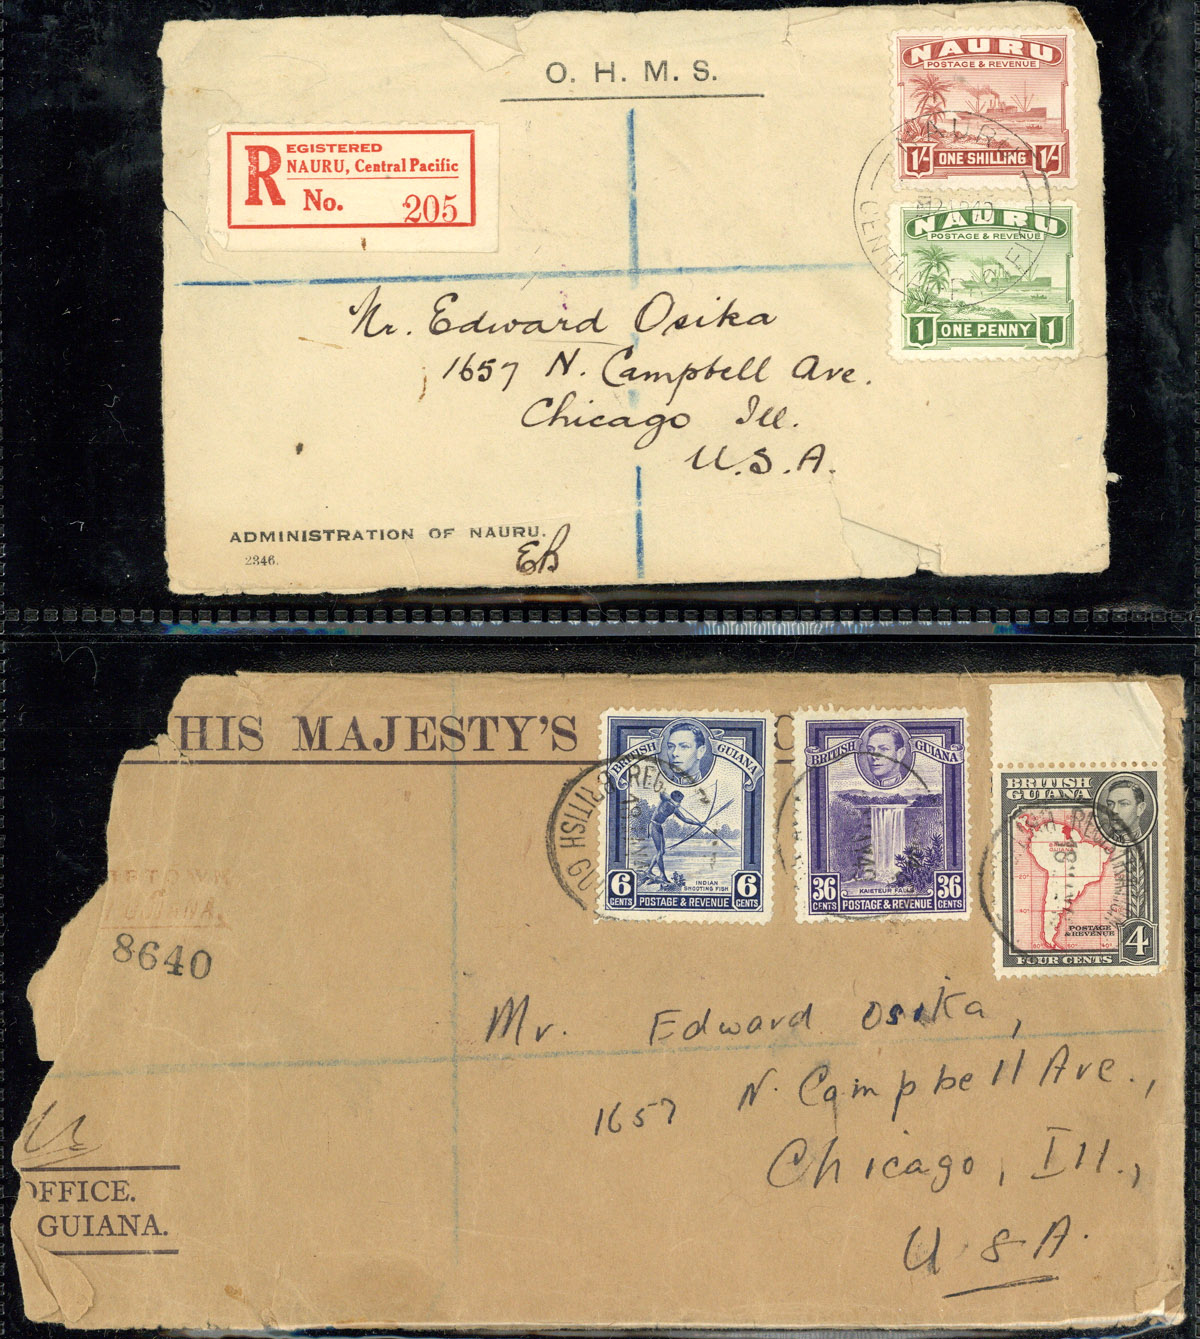 O. H. M. S.
REGISTERED
NAURU, Central Pacific
No. 205
NAURU
POSTAGE & REVENUE
1/- ONE SHILLING 1/-
NAURU
POSTAGE & REVENUE
1 ONE PENNY 1
Mr. Edward Osika
1657 N. Campbell Ave.
Chicago Ill.
U.S.A.
ADMINISTRATION OF NAURU.
2346.
HIS MAJESTY'S
BRITISH GUIANA
INDIAN
SHOOTING FISH
6 CENTS POSTAGE & REVENUE 6 CENTS
BRITISH GUIANA
KAIETEUR FALLS
36 CENTS POSTAGE & REVENUE 36 CENTS
BRITISH
GUIANA
POSTAGE
& REVENUE
FOUR CENTS 4
BRITISH GU
8640
Mr. Edward Osika,
1657 N. Campbell Ave.,
Chicago, Ill.,
U S A.
OFFICE.
GUIANA.